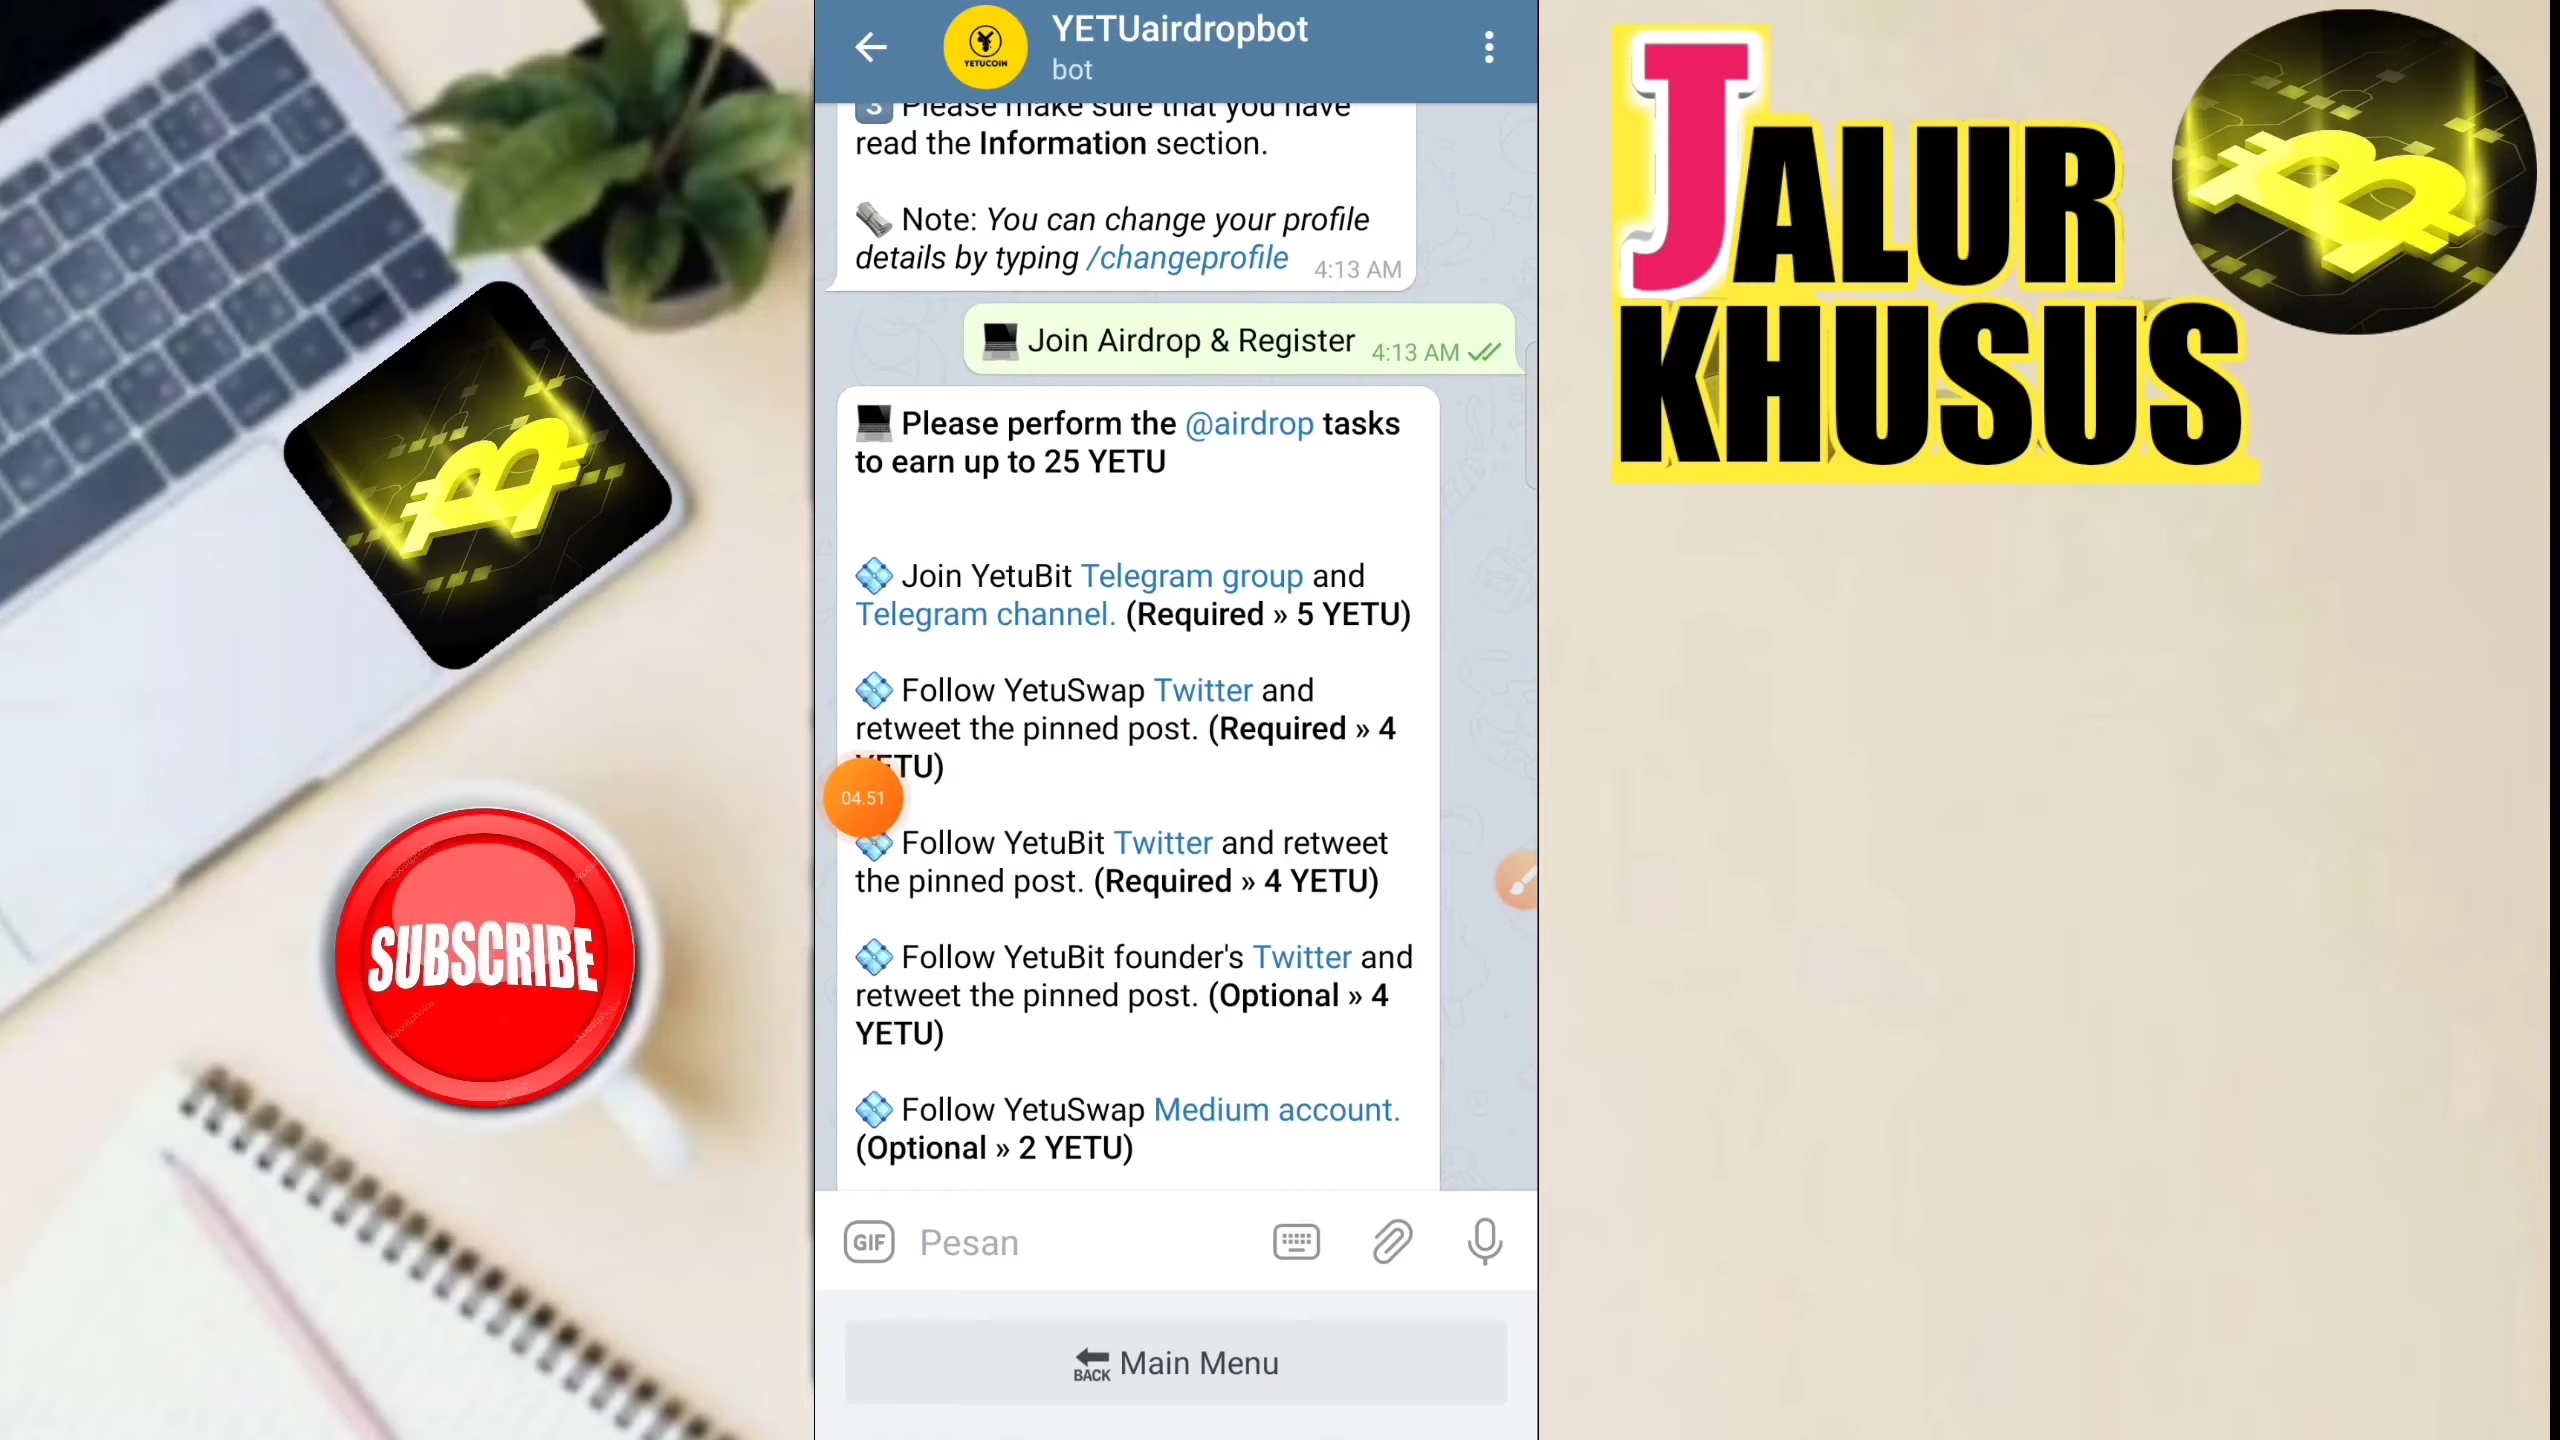 YETUairdropbot
bot
YETUCOIN
3 Please make sure that you have
read the Information section.
Note: You can change your profile
details by typing /changeprofile 4:13 AM
Join Airdrop & Register 4:13 AM
Please perform the @airdrop tasks
to earn up to 25 YETU
Join YetuBit Telegram group and
Telegram channel. (Required » 5 YETU)
Follow YetuSwap Twitter and
retweet the pinned post. (Required » 4
YETU)
04.51
Follow YetuBit Twitter and retweet
the pinned post. (Required » 4 YETU)
Follow YetuBit founder's Twitter and
retweet the pinned post. (Optional » 4
YETU)
Follow YetuSwap Medium account.
(Optional » 2 YETU)
GIF Pesan
BACK Main Menu
SUBSCRIBE
JALUR
KHUSUS